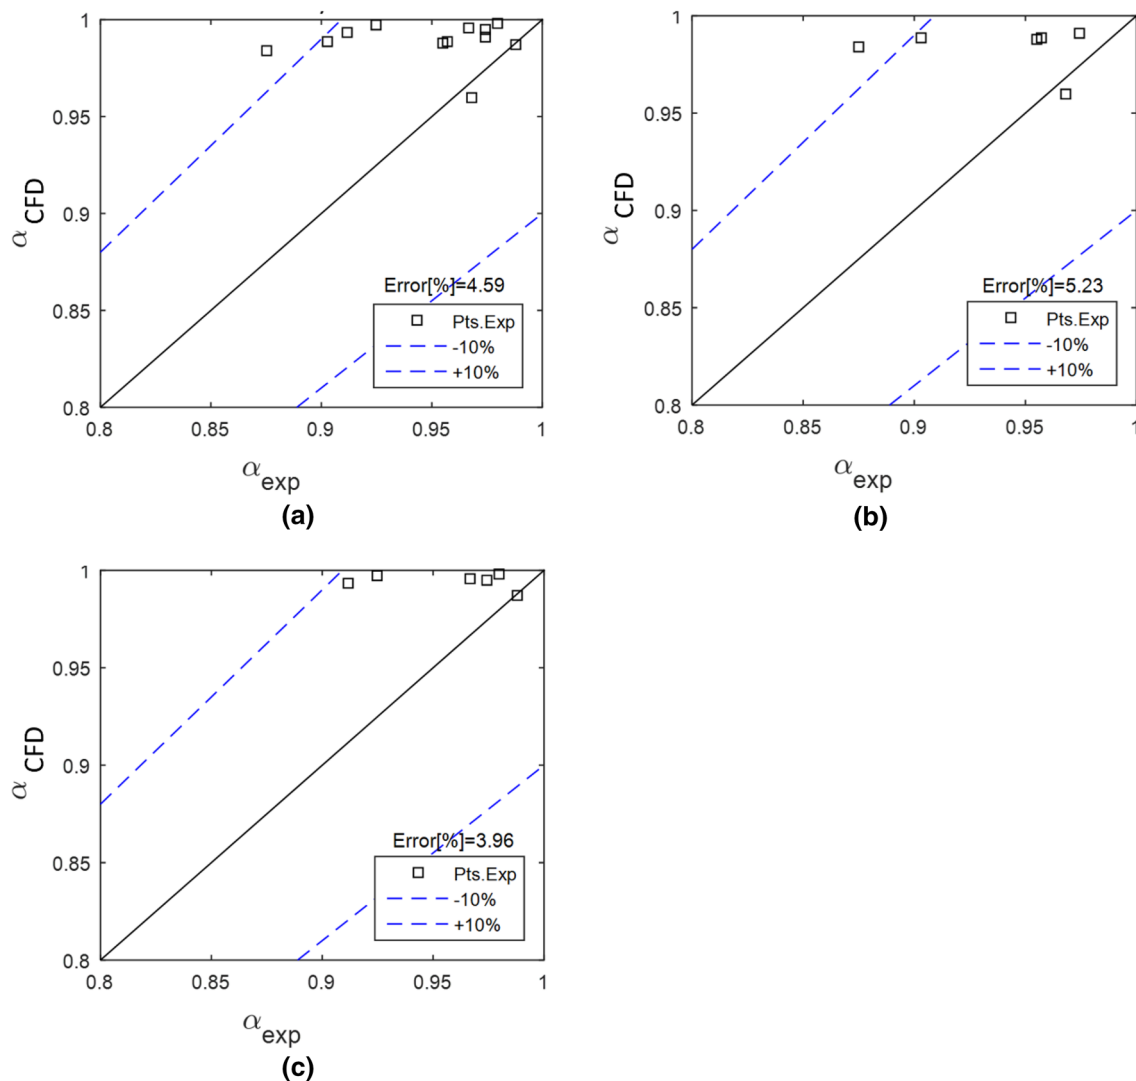 1
0.95
0.9
0.85
0.8
α CFD
Error[%]=4.59
Pts.Exp
-10%
+10%
0.8 0.85 0.9 0.95 1
α exp
(a)
1
0.95
0.9
0.85
0.8
α CFD
Error[%]=5.23
Pts.Exp
-10%
+10%
0.8 0.85 0.9 0.95 1
α exp
(b)
1
0.95
0.9
0.85
0.8
α CFD
Error[%]=3.96
Pts.Exp
-10%
+10%
0.8 0.85 0.9 0.95 1
α exp
(c)